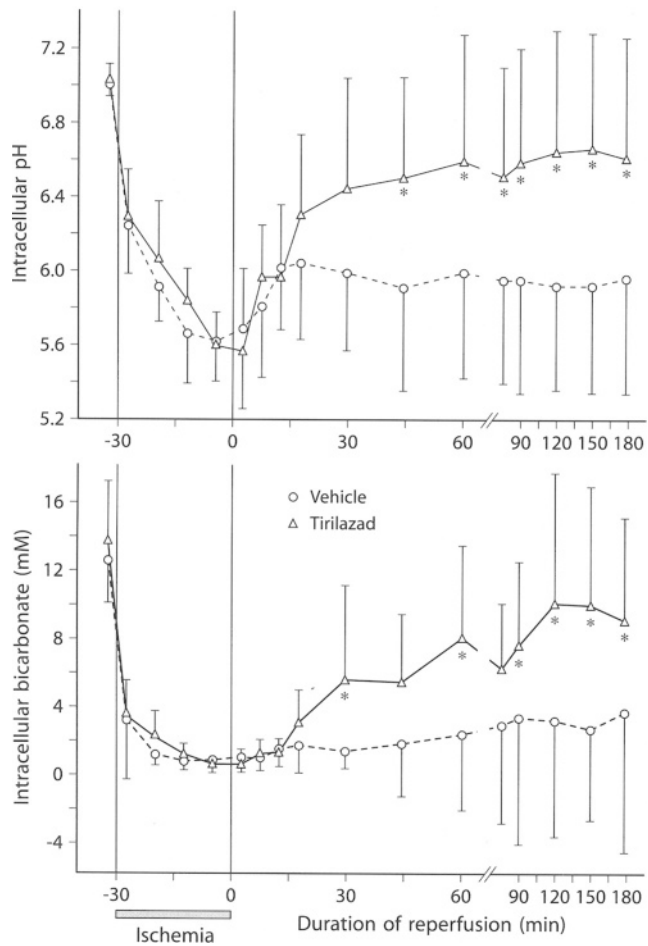 7.2
6.8
6.4
6.0
5.6
5.2
Intracellular pH
* * * * * * *
-30 0 30 60 90 120 150 180
16
12
8
4
0
-4
Intracellular bicarbonate (mM)
Vehicle
Tirilazad
* * * * * *
-30 0 30 60 90 120 150 180
Ischemia
Duration of reperfusion (min)